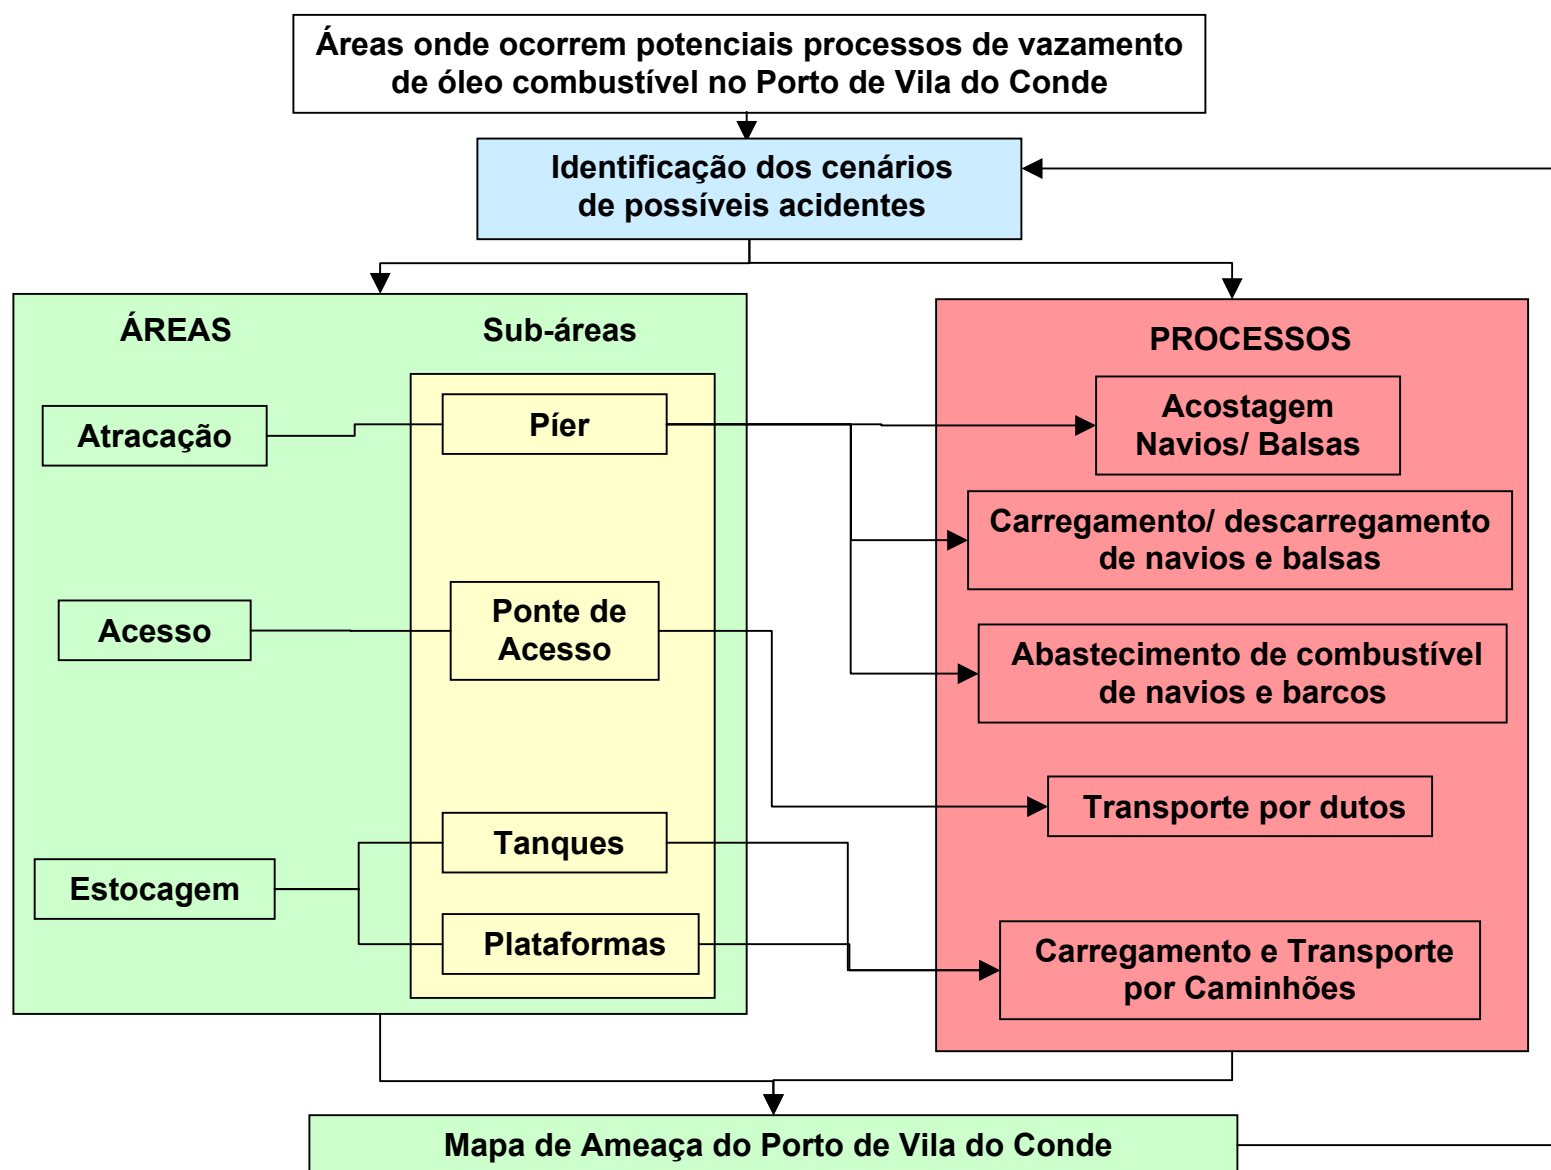 Áreas onde ocorrem potenciais processos de vazamento
de óleo combustível no Porto de Vila do Conde
Identificação dos cenários
de possíveis acidentes
ÁREAS
Sub-áreas
Atracação
Píer
Acesso
Ponte de
Acesso
Estocagem
Tanques
Plataformas
PROCESSOS
Acostagem
Navios/ Balsas
Carregamento/ descarregamento
de navios e balsas
Abastecimento de combustível
de navios e barcos
Transporte por dutos
Carregamento e Transporte
por Caminhões
Mapa de Ameaça do Porto de Vila do Conde